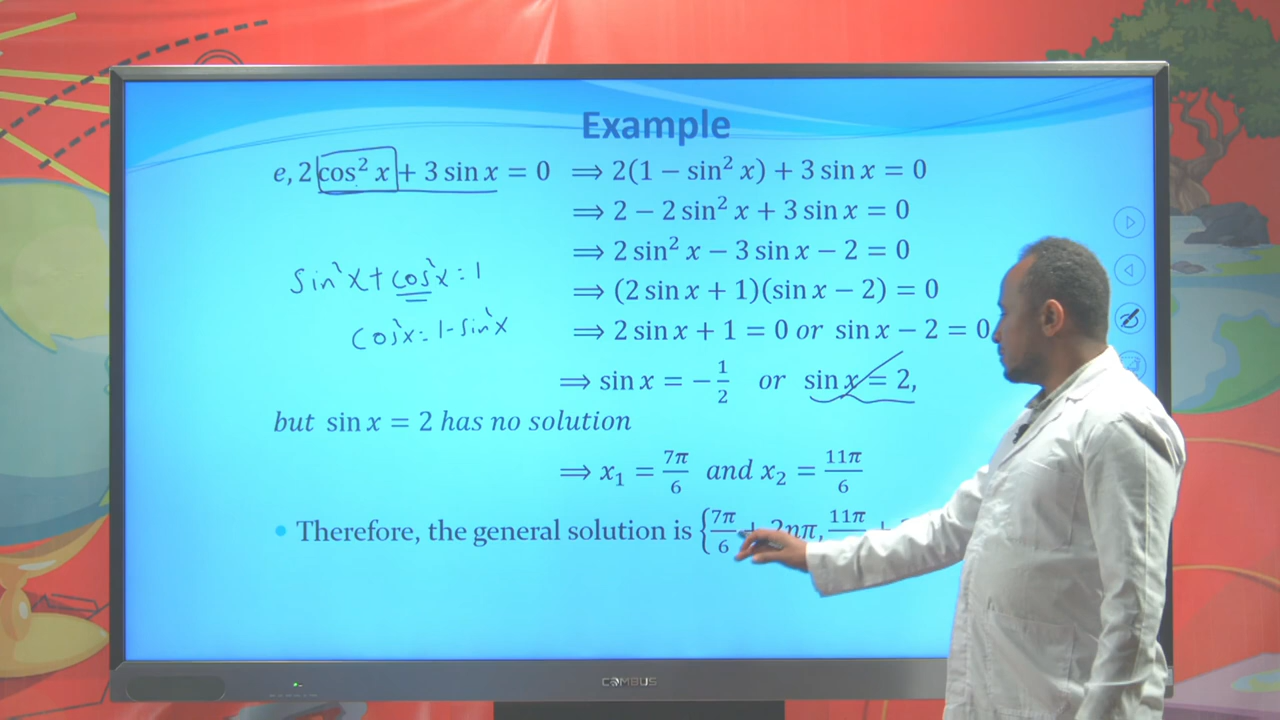 Example
e, 2 cos² x + 3 sin x = 0 ⟹ 2(1 − sin² x) + 3 sin x = 0
⟹ 2 − 2 sin² x + 3 sin x = 0
⟹ 2 sin² x − 3 sin x − 2 = 0
sin²x + cos²x = 1
⟹ (2 sin x + 1)(sin x − 2) = 0
cos²x = 1 - sin²x
⟹ 2 sin x + 1 = 0 or sin x − 2 = 0
⟹ sin x = −1/2 or sin x = 2,
but sin x = 2 has no solution
⟹ x₁ = 7π/6 and x₂ = 11π/6
• Therefore, the general solution is {7π/6 + 2nπ, 11π/6 +
COMBUS